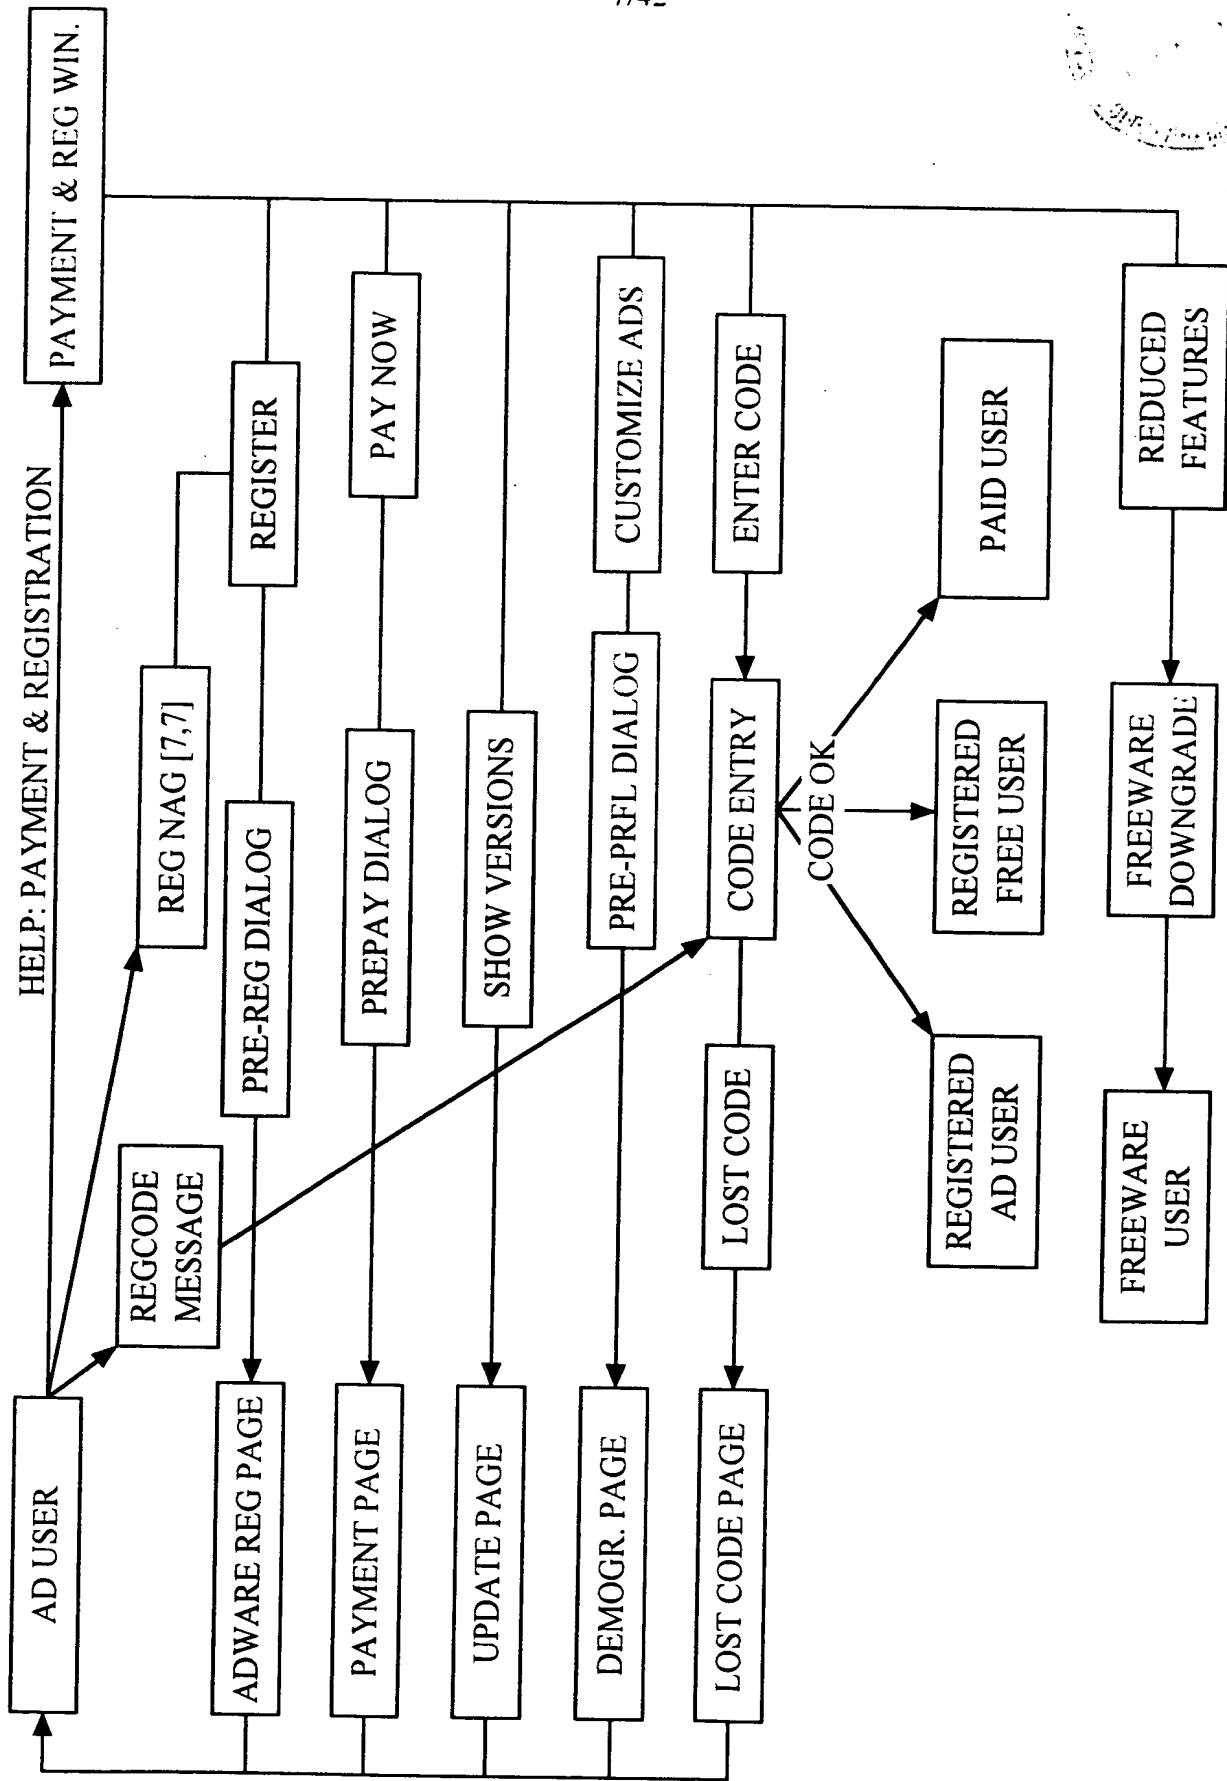 HELP: PAYMENT & REGISTRATION
AD USER
PAYMENT & REG WIN.
REGCODE
MESSAGE
REG NAG [7,7]
ADWARE REG PAGE
PRE-REG DIALOG
REGISTER
PAYMENT PAGE
PREPAY DIALOG
PAY NOW
UPDATE PAGE
SHOW VERSIONS
DEMOGR. PAGE
PRE-PRFL DIALOG
CUSTOMIZE ADS
LOST CODE PAGE
LOST CODE
CODE ENTRY
ENTER CODE
CODE OK
REGISTERED
AD USER
REGISTERED
FREE USER
PAID USER
FREEWARE
USER
FREEWARE
DOWNGRADE
REDUCED
FEATURES